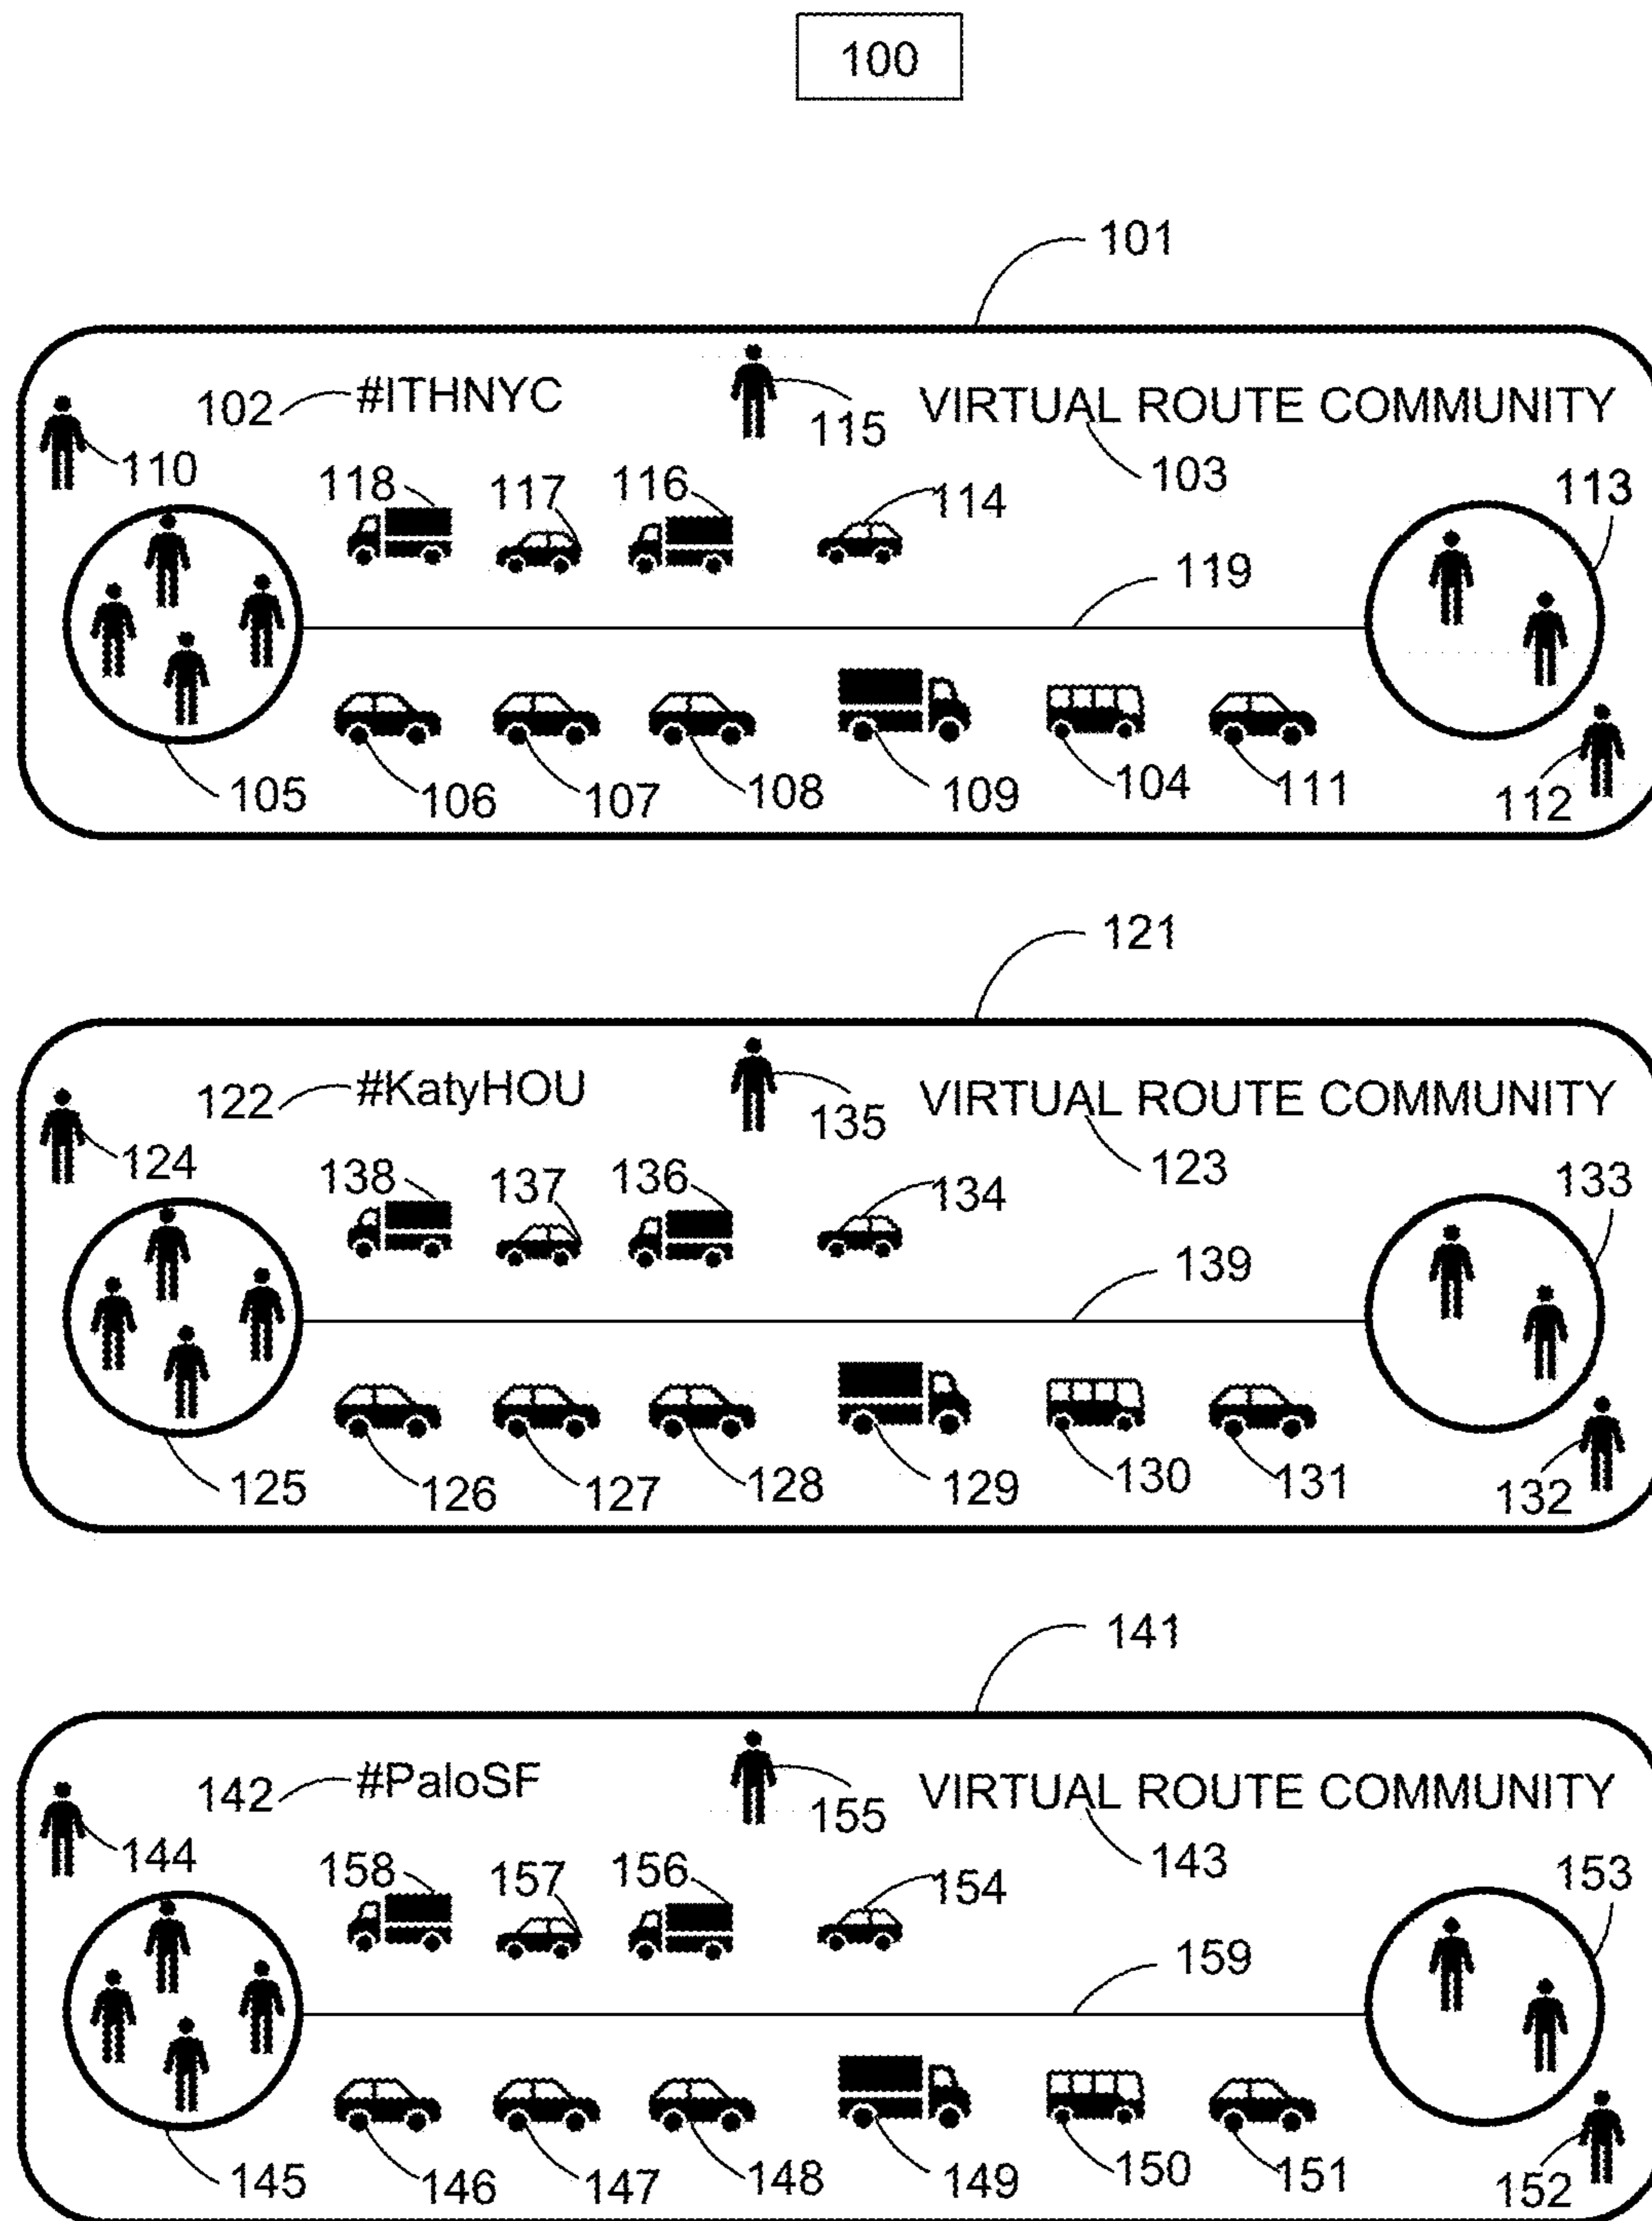 100
101
102 #ITHNYC 115 VIRTUAL ROUTE COMMUNITY
110 118 117 116 114 103 113
119
105 106 107 108 109 104 111 112
121
122 #KatyHOU 135 VIRTUAL ROUTE COMMUNITY
124 138 137 136 134 123 133
139
125 126 127 128 129 130 131 132
141
142 #PaloSF 155 VIRTUAL ROUTE COMMUNITY
144 158 157 156 154 143 153
159
145 146 147 148 149 150 151 152